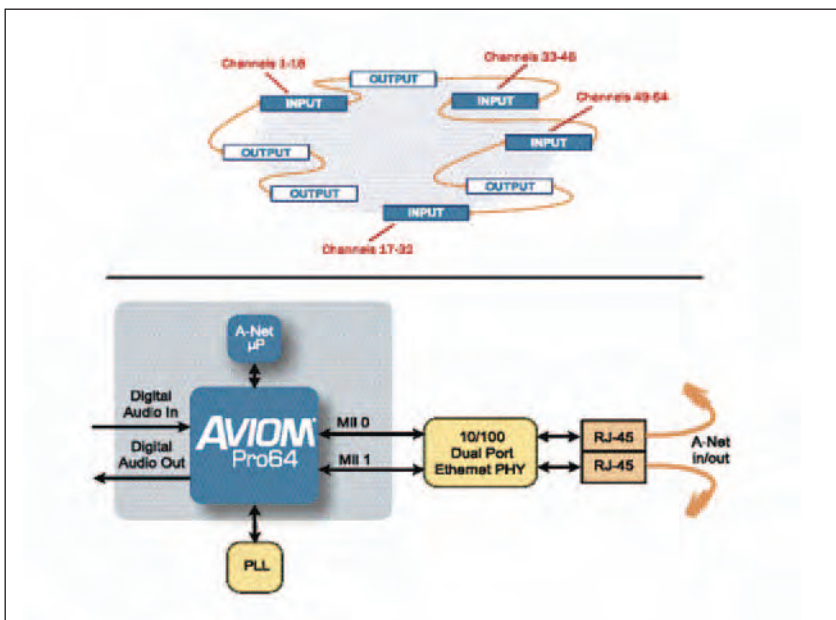 Channels 1-16
Channels 33-48
OUTPUT
INPUT
INPUT
Channels 49-64
INPUT
OUTPUT
OUTPUT
OUTPUT
INPUT
Channels 17-32
A-Net
µP
Digital
Audio In
AVIOM
Pro64
MII 0
10/100
Dual Port
Ethernet PHY
RJ-45
A-Net
in/out
Digital
Audio Out
MII 1
RJ-45
PLL